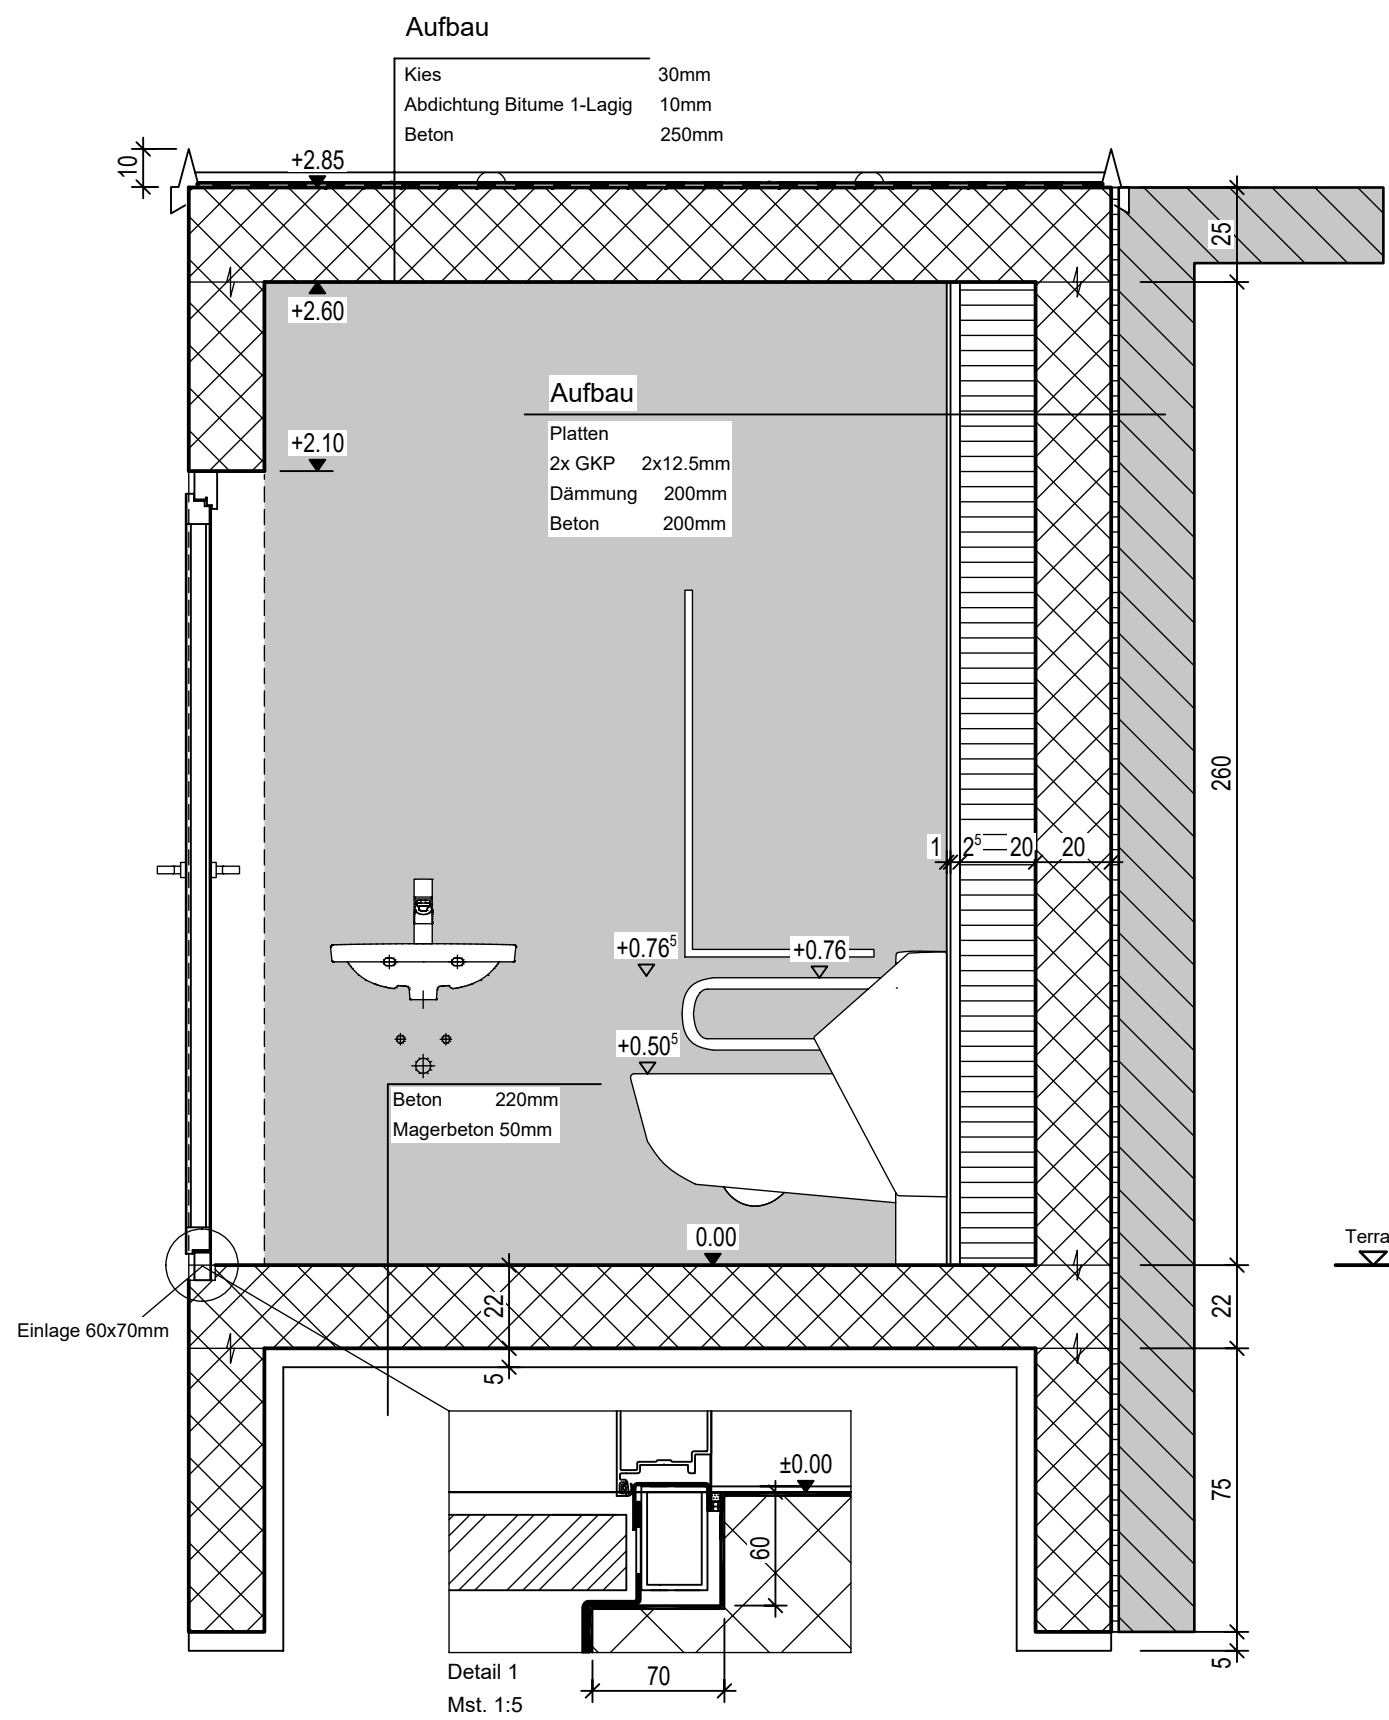 Aufbau
Kies 30mm
Abdichtung Bitume 1-Lagig 10mm
Beton 250mm
10
+2.85
25
+2.60
Aufbau
+2.10
Platten
2x GKP 2x12.5mm
Dämmung 200mm
Beton 200mm
260
1 2⁵ 20 20
+0.76⁵ +0.76
+0.50⁵
Beton 220mm
Magerbeton 50mm
0.00
Terra
22
22
Einlage 60x70mm
5
±0.00
75
60
5
Detail 1
70
Mst. 1:5